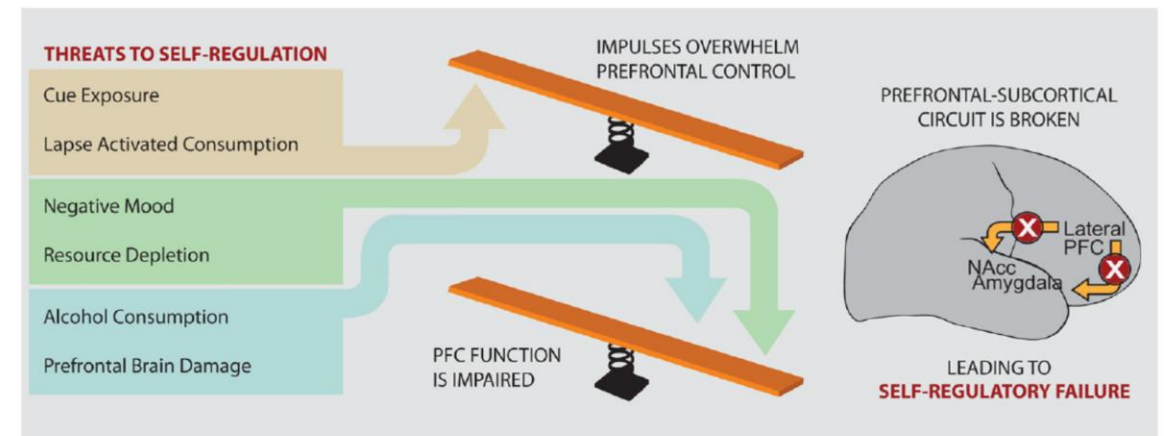 THREATS TO SELF-REGULATION
Cue Exposure
Lapse Activated Consumption
Negative Mood
Resource Depletion
Alcohol Consumption
Prefrontal Brain Damage
IMPULSES OVERWHELM
PREFRONTAL CONTROL
PFC FUNCTION
IS IMPAIRED
PREFRONTAL-SUBCORTICAL
CIRCUIT IS BROKEN
X
Lateral
PFC
X
NAcc
Amygdala
LEADING TO
SELF-REGULATORY FAILURE